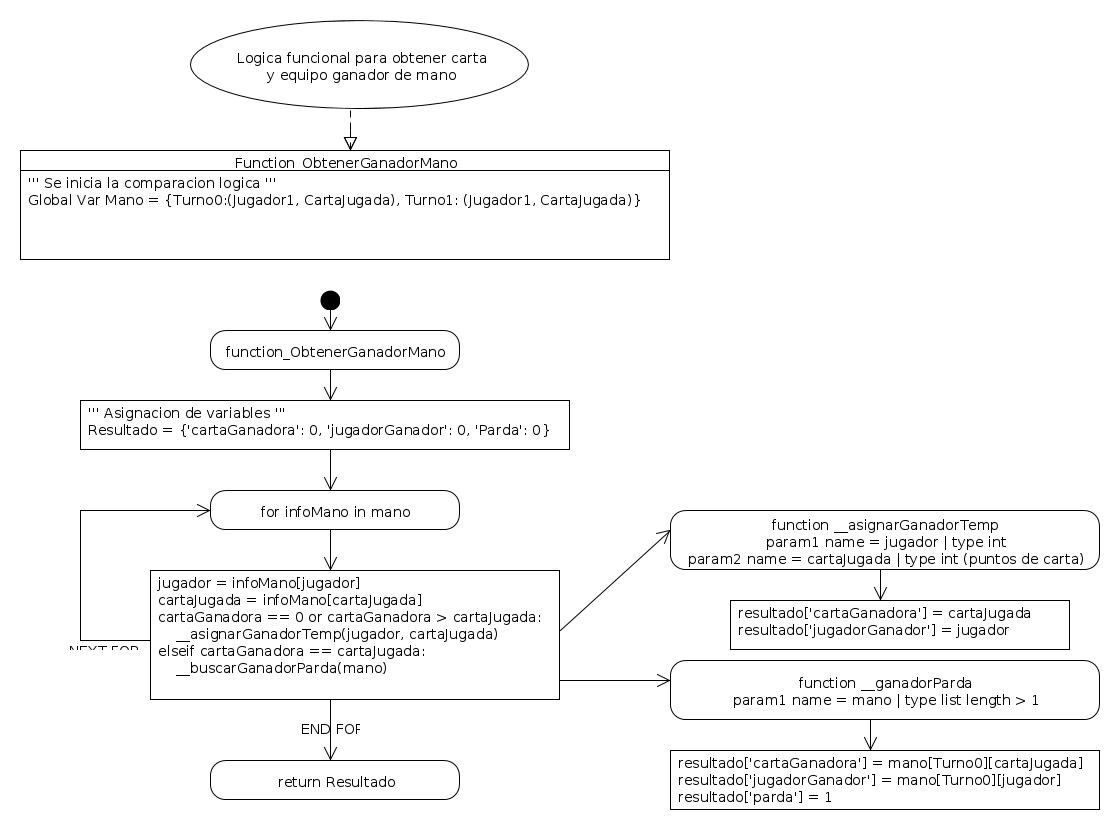 Logica funcional para obtener carta
y equipo ganador de mano
Function_ObtenerGanadorMano
''' Se inicia la comparacion logica '''
Global Var Mano = {Turno0:(Jugador1, CartaJugada), Turno1: (Jugador1, CartaJugada)}
function_ObtenerGanadorMano
''' Asignacion de variables '''
Resultado = {'cartaGanadora': 0, 'jugadorGanador': 0, 'Parda': 0}
for infoMano in mano
jugador = infoMano[jugador]
cartaJugada = infoMano[cartaJugada]
cartaGanadora == 0 or cartaGanadora > cartaJugada:
__asignarGanadorTemp(jugador, cartaJugada)
elseif cartaGanadora == cartaJugada:
__buscarGanadorParda(mano)
NEXT FOR
END FOR
return Resultado
function __asignarGanadorTemp
param1 name = jugador | type int
param2 name = cartaJugada | type int (puntos de carta)
resultado['cartaGanadora'] = cartaJugada
resultado['jugadorGanador'] = jugador
function __ganadorParda
param1 name = mano | type list length > 1
resultado['cartaGanadora'] = mano[Turno0][cartaJugada]
resultado['jugadorGanador'] = mano[Turno0][jugador]
resultado['parda'] = 1